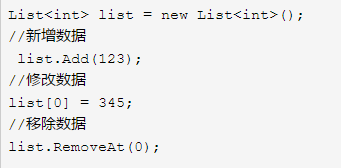 List<int> list = new List<int>();
//新增数据
 list.Add(123);
//修改数据
list[0] = 345;
//移除数据
list.RemoveAt(0);